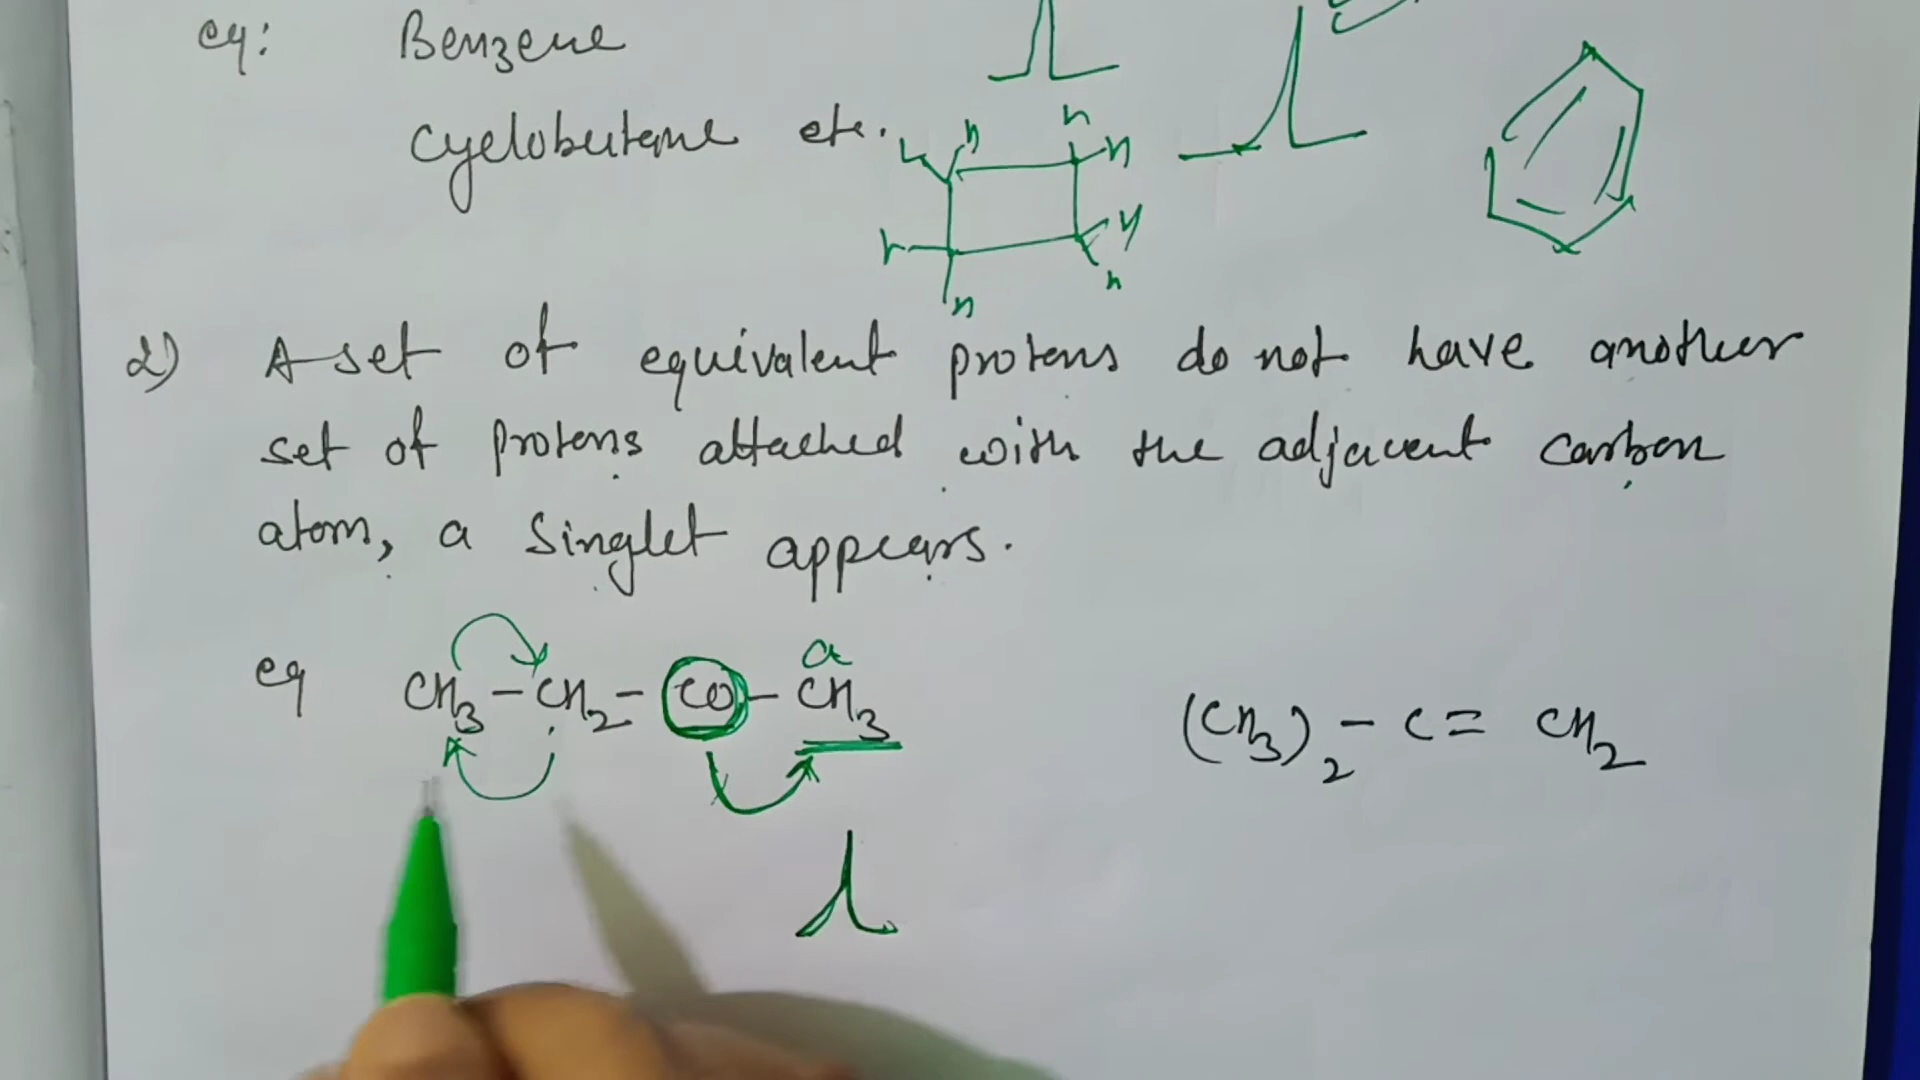 eg: Benzene
cyclobutane etc.
h h h h
h h
h h
2) A set of equivalent protons do not have another
set of protons attached with the adjacent carbon
atom, a singlet appears.
a
eg CH3 - CH2 - CO - CH3
(CH3)2 - C = CH2